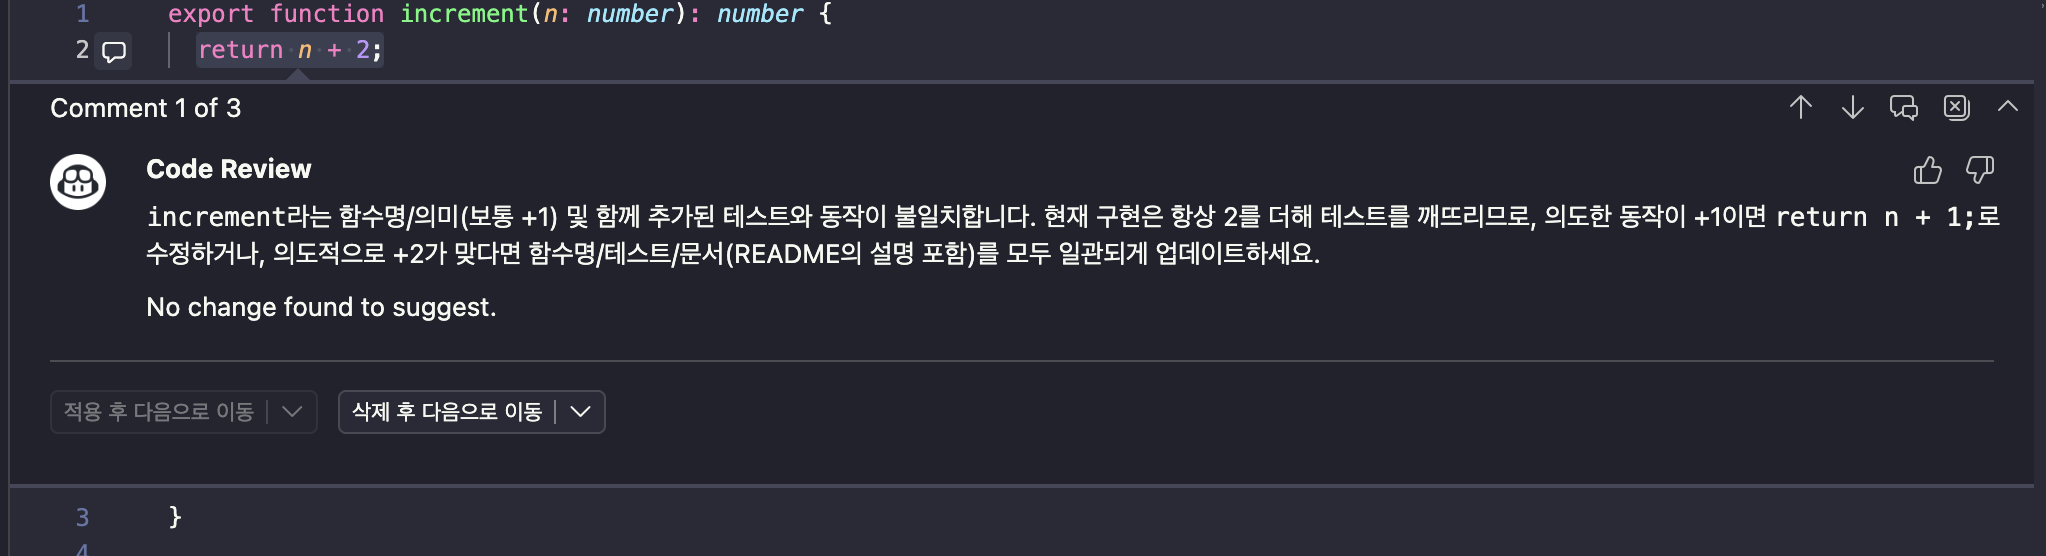 1 export function increment(n: number): number {
2 return n + 2;
Comment 1 of 3
Code Review
increment라는 함수명/의미(보통 +1) 및 함께 추가된 테스트와 동작이 불일치합니다. 현재 구현은 항상 2를 더해 테스트를 깨뜨리므로, 의도한 동작이 +1이면 return n + 1;로
수정하거나, 의도적으로 +2가 맞다면 함수명/테스트/문서(README의 설명 포함)를 모두 일관되게 업데이트하세요.
No change found to suggest.
적용 후 다음으로 이동
삭제 후 다음으로 이동
3 }
4